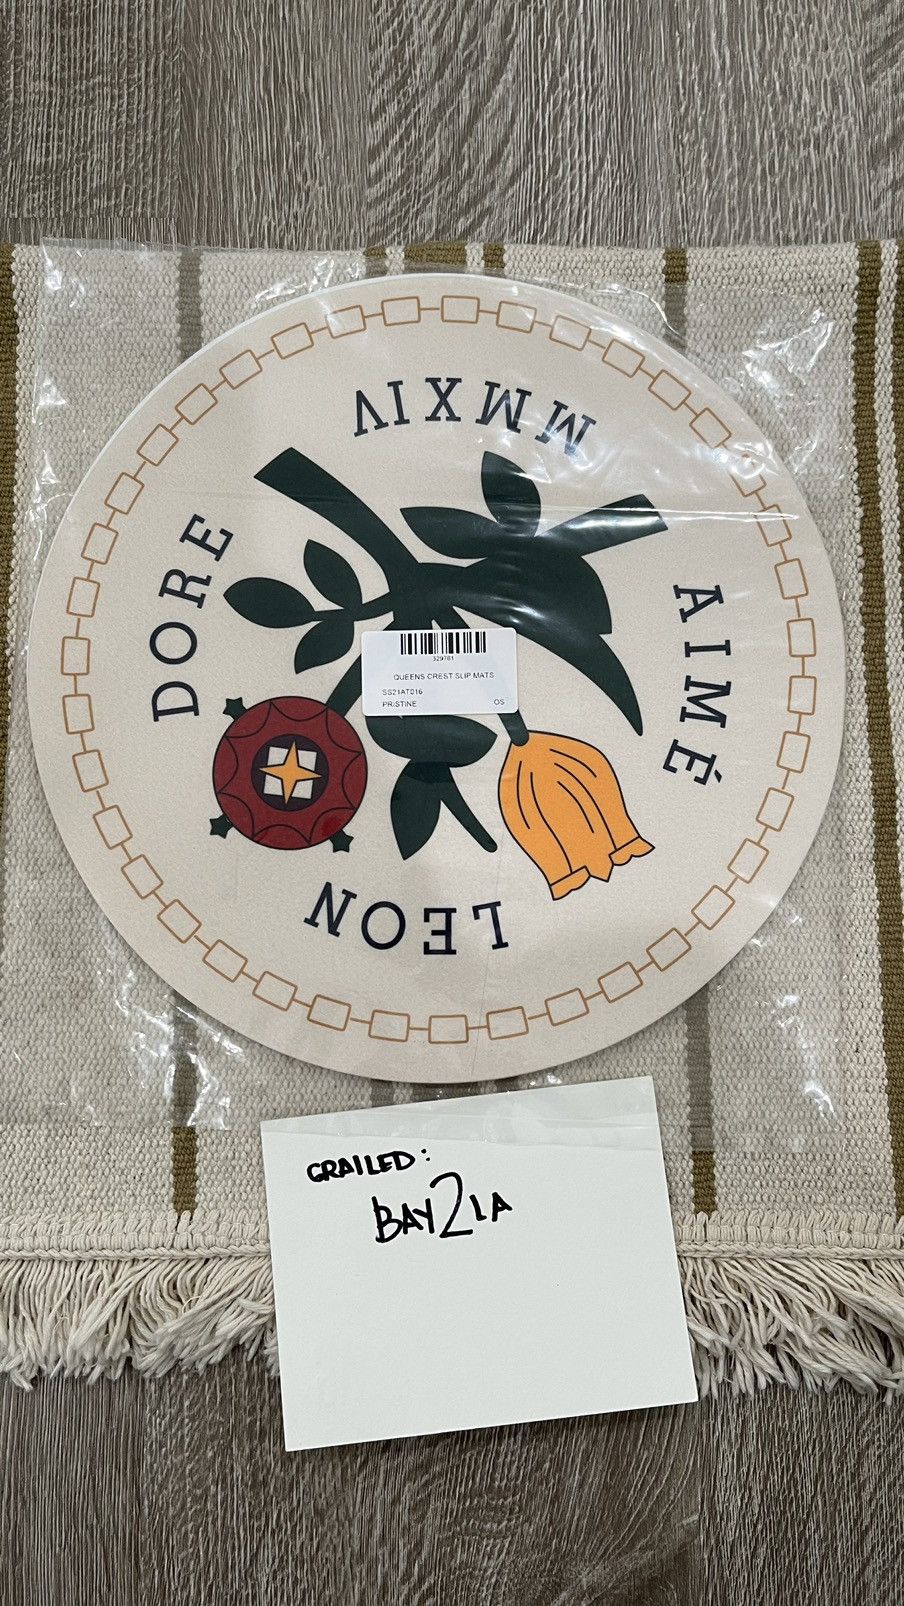 MMXIV
AIMÉ
LEON
DORE
329781
QUEENS CREST SLIP MATS
SS21AT016
PRISTINE OS
GRAILED:
BAY2LA